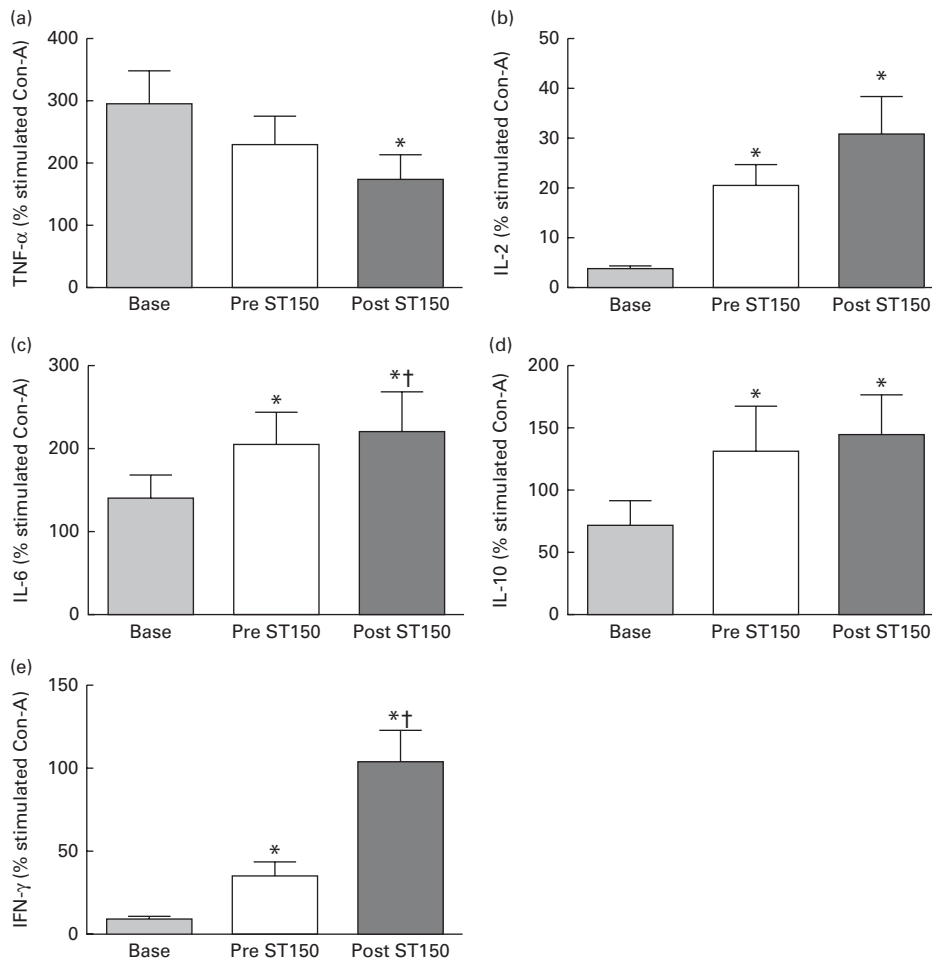 (a)
TNF-α (% stimulated Con-A)
400
300
200
100
0
*
Base Pre ST150 Post ST150
(b)
IL-2 (% stimulated Con-A)
50
40
30
20
10
0
*
*
Base Pre ST150 Post ST150
(c)
IL-6 (% stimulated Con-A)
300
200
100
0
*
*†
Base Pre ST150 Post ST150
(d)
IL-10 (% stimulated Con-A)
200
150
100
50
0
*
*
Base Pre ST150 Post ST150
(e)
IFN-γ (% stimulated Con-A)
150
100
50
0
*
*†
Base Pre ST150 Post ST150